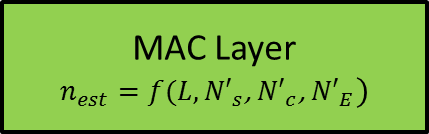 MAC Layer
n_est = f(L, N'_s, N'_c, N'_E)